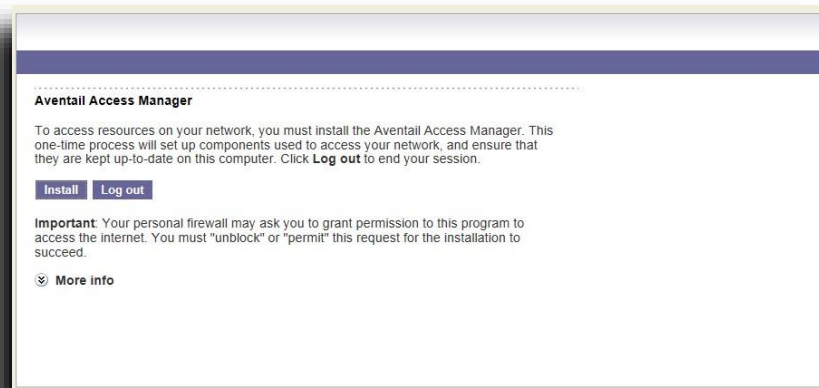 Aventail Access Manager
To access resources on your network, you must install the Aventail Access Manager. This
one-time process will set up components used to access your network, and ensure that
they are kept up-to-date on this computer. Click Log out to end your session.
Install Log out
Important: Your personal firewall may ask you to grant permission to this program to
access the internet. You must "unblock" or "permit" this request for the installation to
succeed.
More info